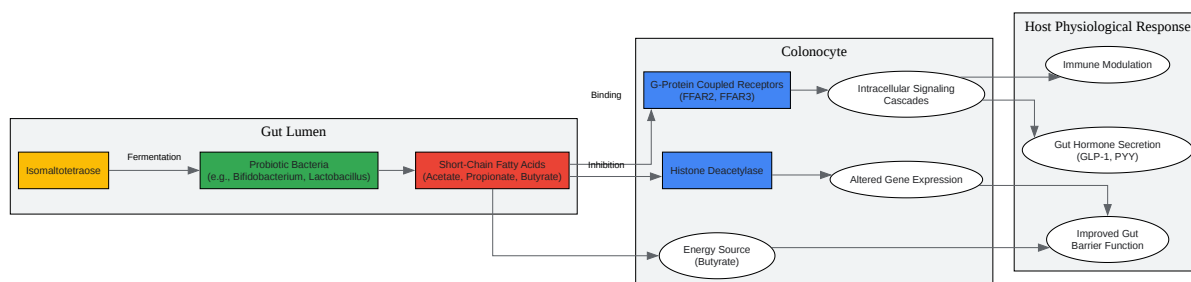 Gut Lumen
Isomaltotetraose
Fermentation
Probiotic Bacteria
(e.g., Bifidobacterium, Lactobacillus)
Short-Chain Fatty Acids
(Acetate, Propionate, Butyrate)
Binding
Inhibition
Colonocyte
G-Protein Coupled Receptors
(FFAR2, FFAR3)
Intracellular Signaling
Cascades
Histone Deacetylase
Altered Gene Expression
Energy Source
(Butyrate)
Host Physiological Response
Immune Modulation
Gut Hormone Secretion
(GLP-1, PYY)
Improved Gut
Barrier Function